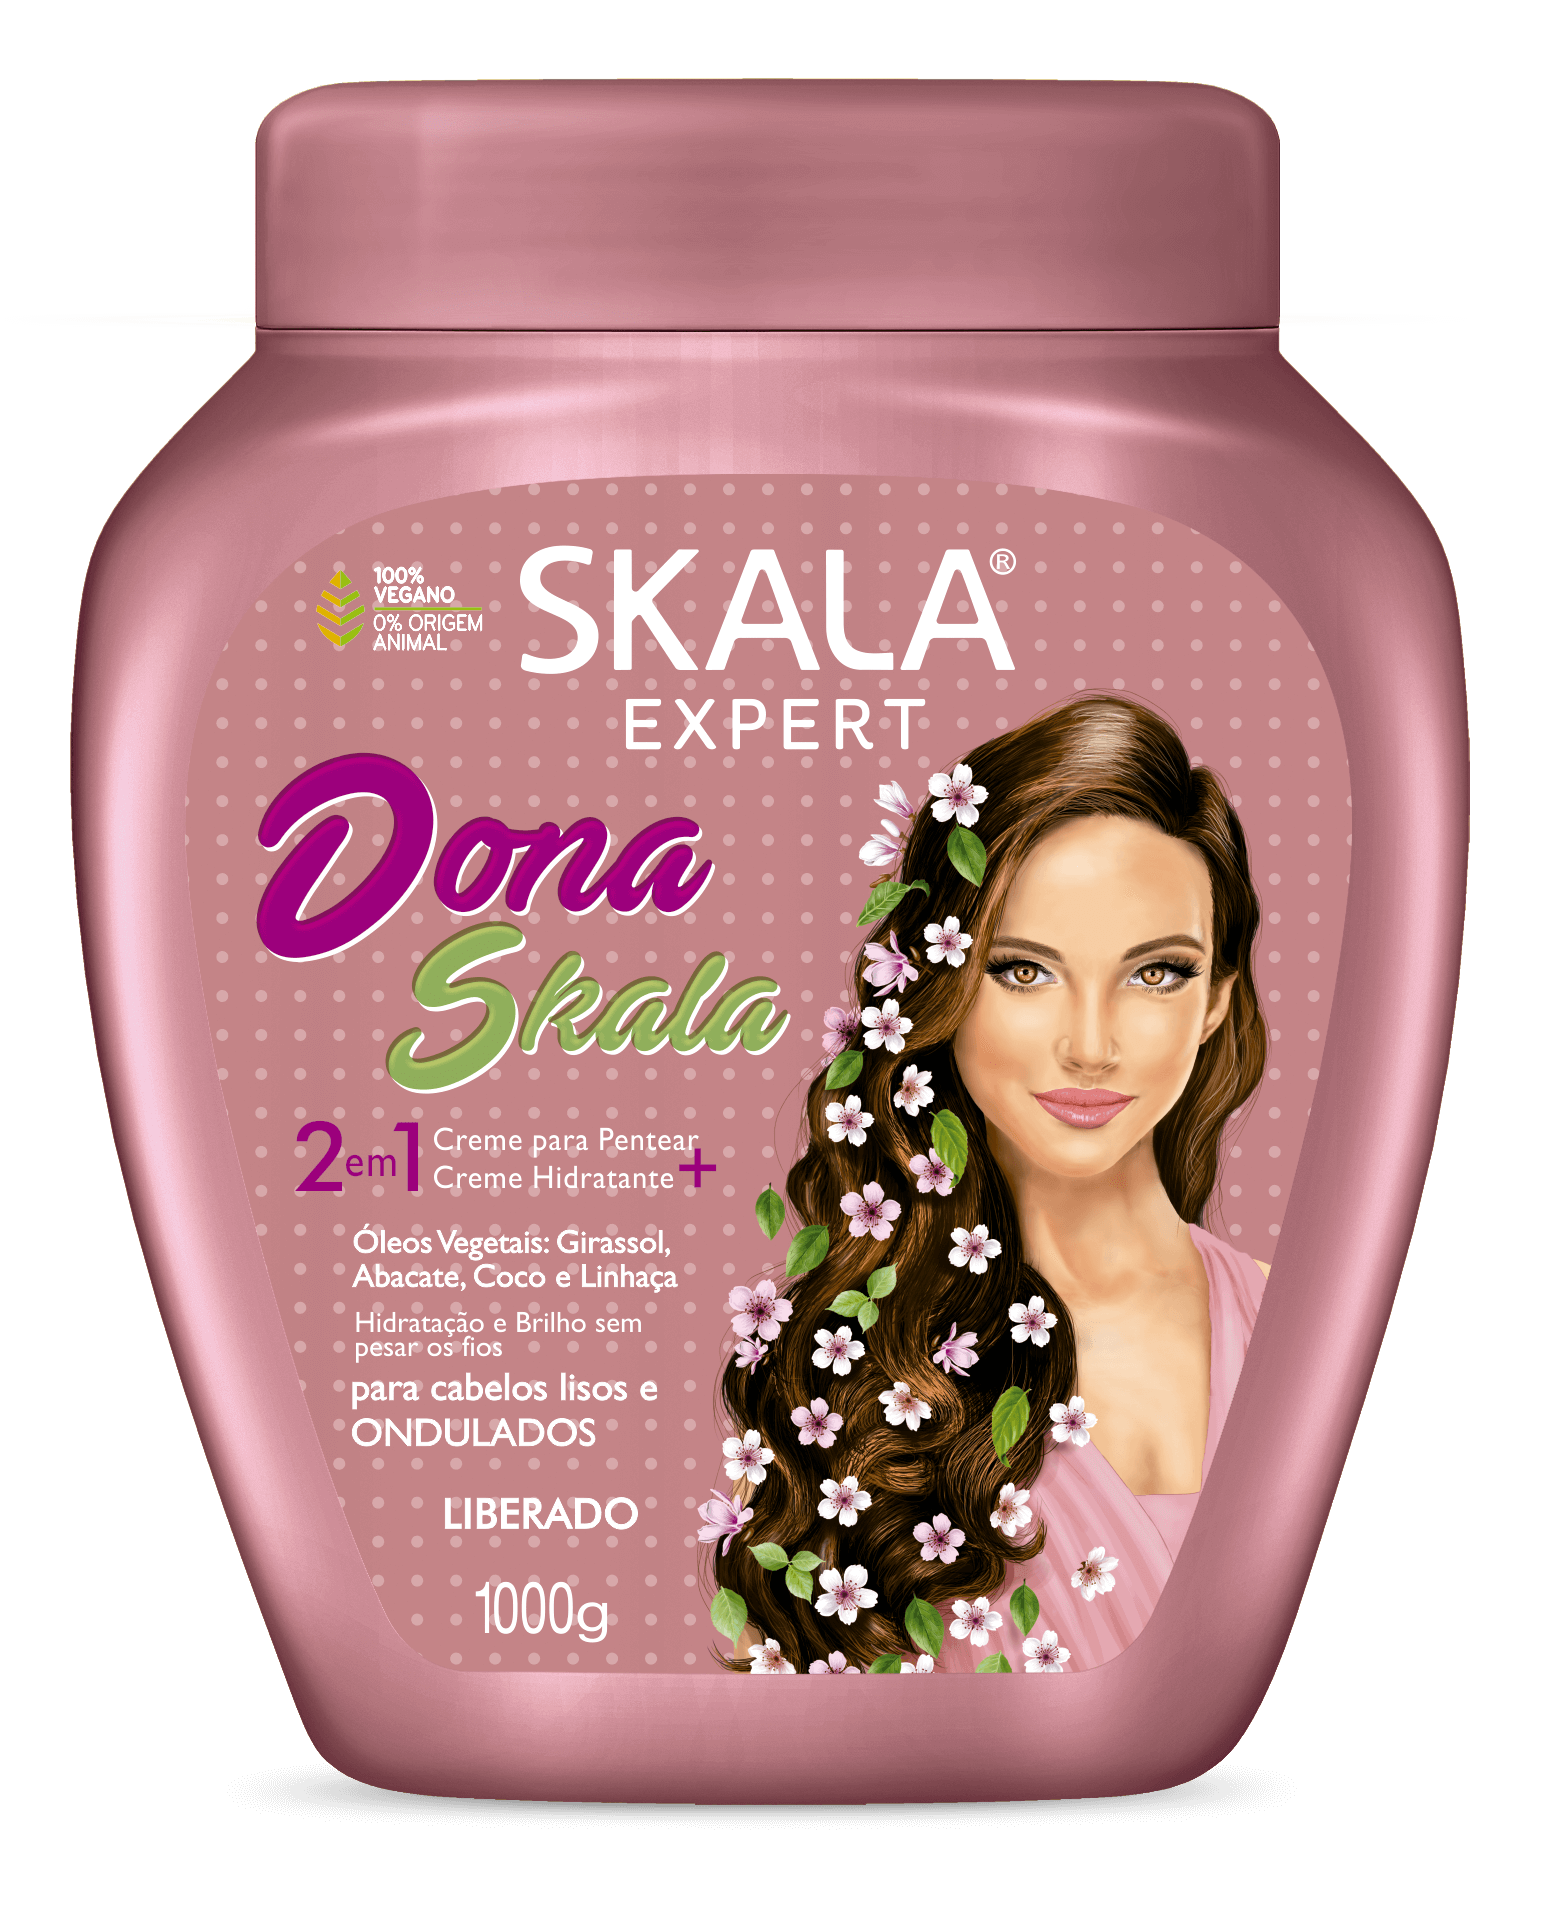 100%
VEGANO
0% ORIGEM
ANIMAL
SKALA®
EXPERT
Dona
Skala
2em1
Creme para Pentear
Creme Hidratante+
Óleos Vegetais: Girassol,
Abacate, Coco e Linhaça
Hidratação e Brilho sem
pesar os fios
para cabelos lisos e
ONDULADOS
LIBERADO
1000g